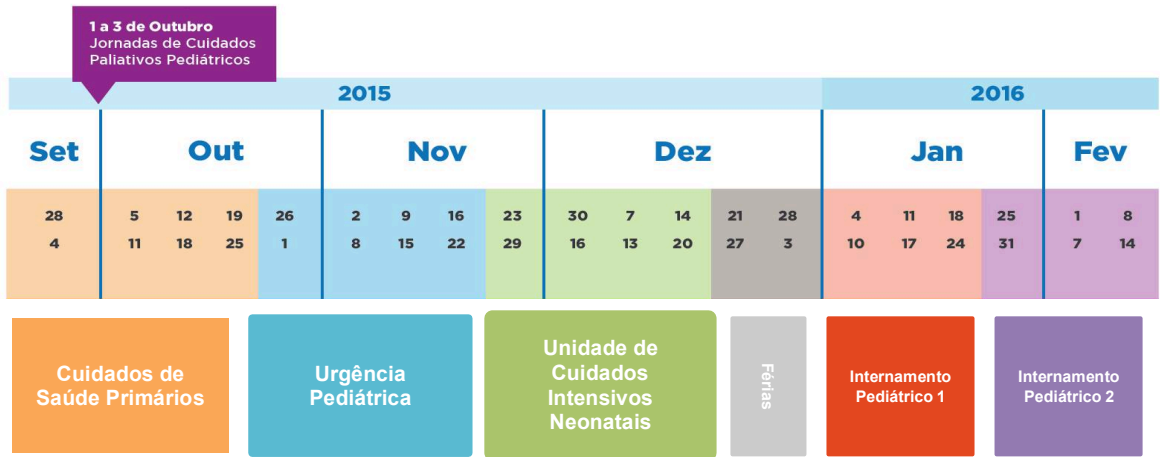 1 a 3 de Outubro
Jornadas de Cuidados
Paliativos Pediátricos
2015 2016
Set Out Nov Dez Jan Fev
28 5 12 19 26 2 9 16 23 30 7 14 21 28 4 11 18 25 1 8
4 11 18 25 1 8 15 22 29 16 13 20 27 3 10 17 24 31 7 14
Cuidados de
Saúde Primários
Urgência
Pediátrica
Unidade de
Cuidados
Intensivos
Neonatais
Férias
Internamento
Pediátrico 1
Internamento
Pediátrico 2